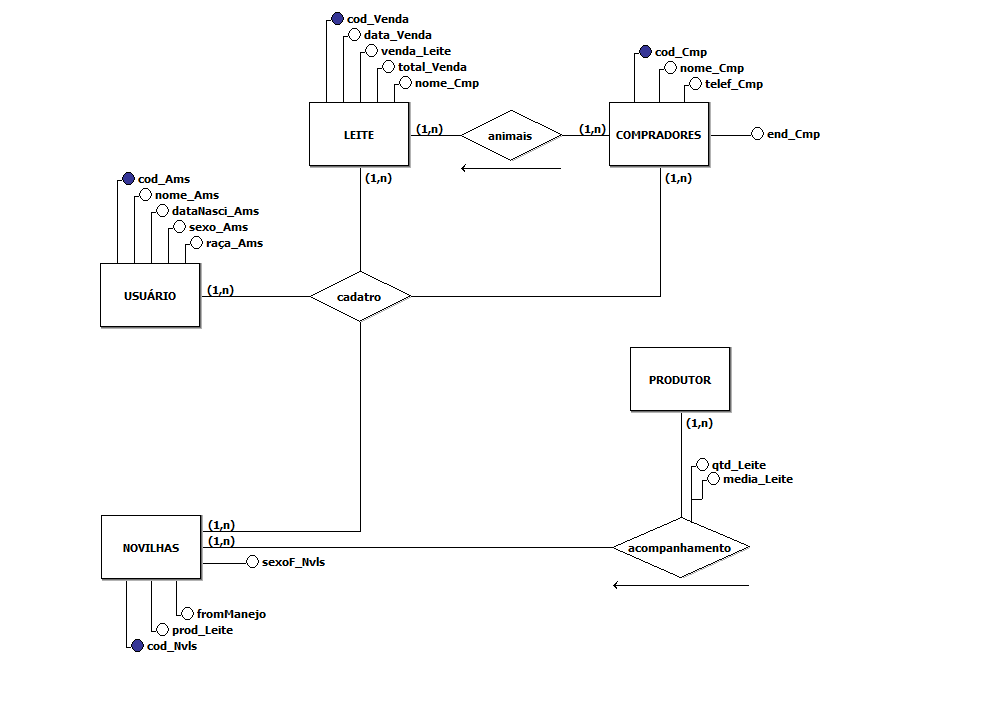 cod_Venda
data_Venda
venda_Leite
total_Venda
nome_Cmp
cod_Cmp
nome_Cmp
telef_Cmp
LEITE
(1,n)
animais
(1,n)
COMPRADORES
end_Cmp
(1,n)
(1,n)
cod_Ams
nome_Ams
dataNasci_Ams
sexo_Ams
raça_Ams
USUÁRIO
(1,n)
cadatro
PRODUTOR
(1,n)
qtd_Leite
media_Leite
NOVILHAS
(1,n)
(1,n)
acompanhamento
sexoF_Nvls
fromManejo
prod_Leite
cod_Nvls